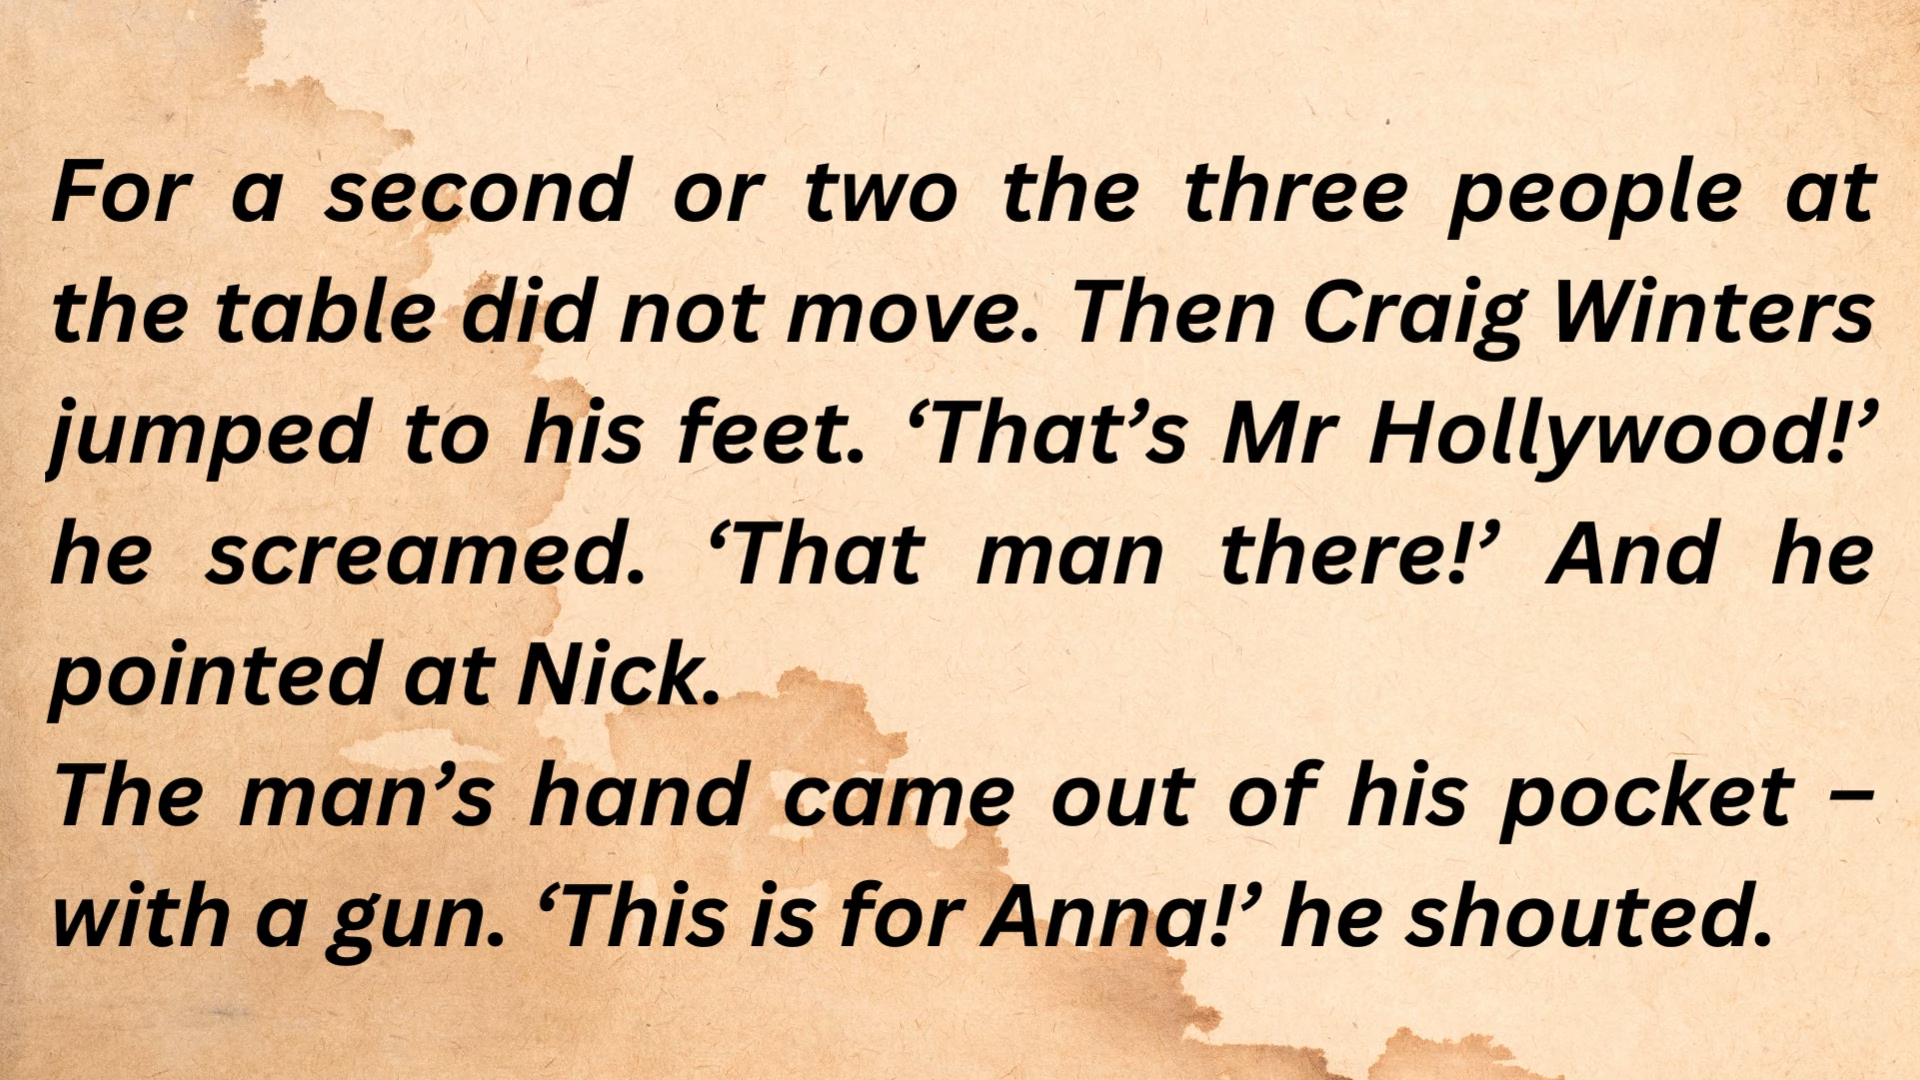 For a second or two the three people at
the table did not move. Then Craig Winters
jumped to his feet. ‘That’s Mr Hollywood!’
he screamed. ‘That man there!’ And he
pointed at Nick.
The man’s hand came out of his pocket –
with a gun. ‘This is for Anna!’ he shouted.